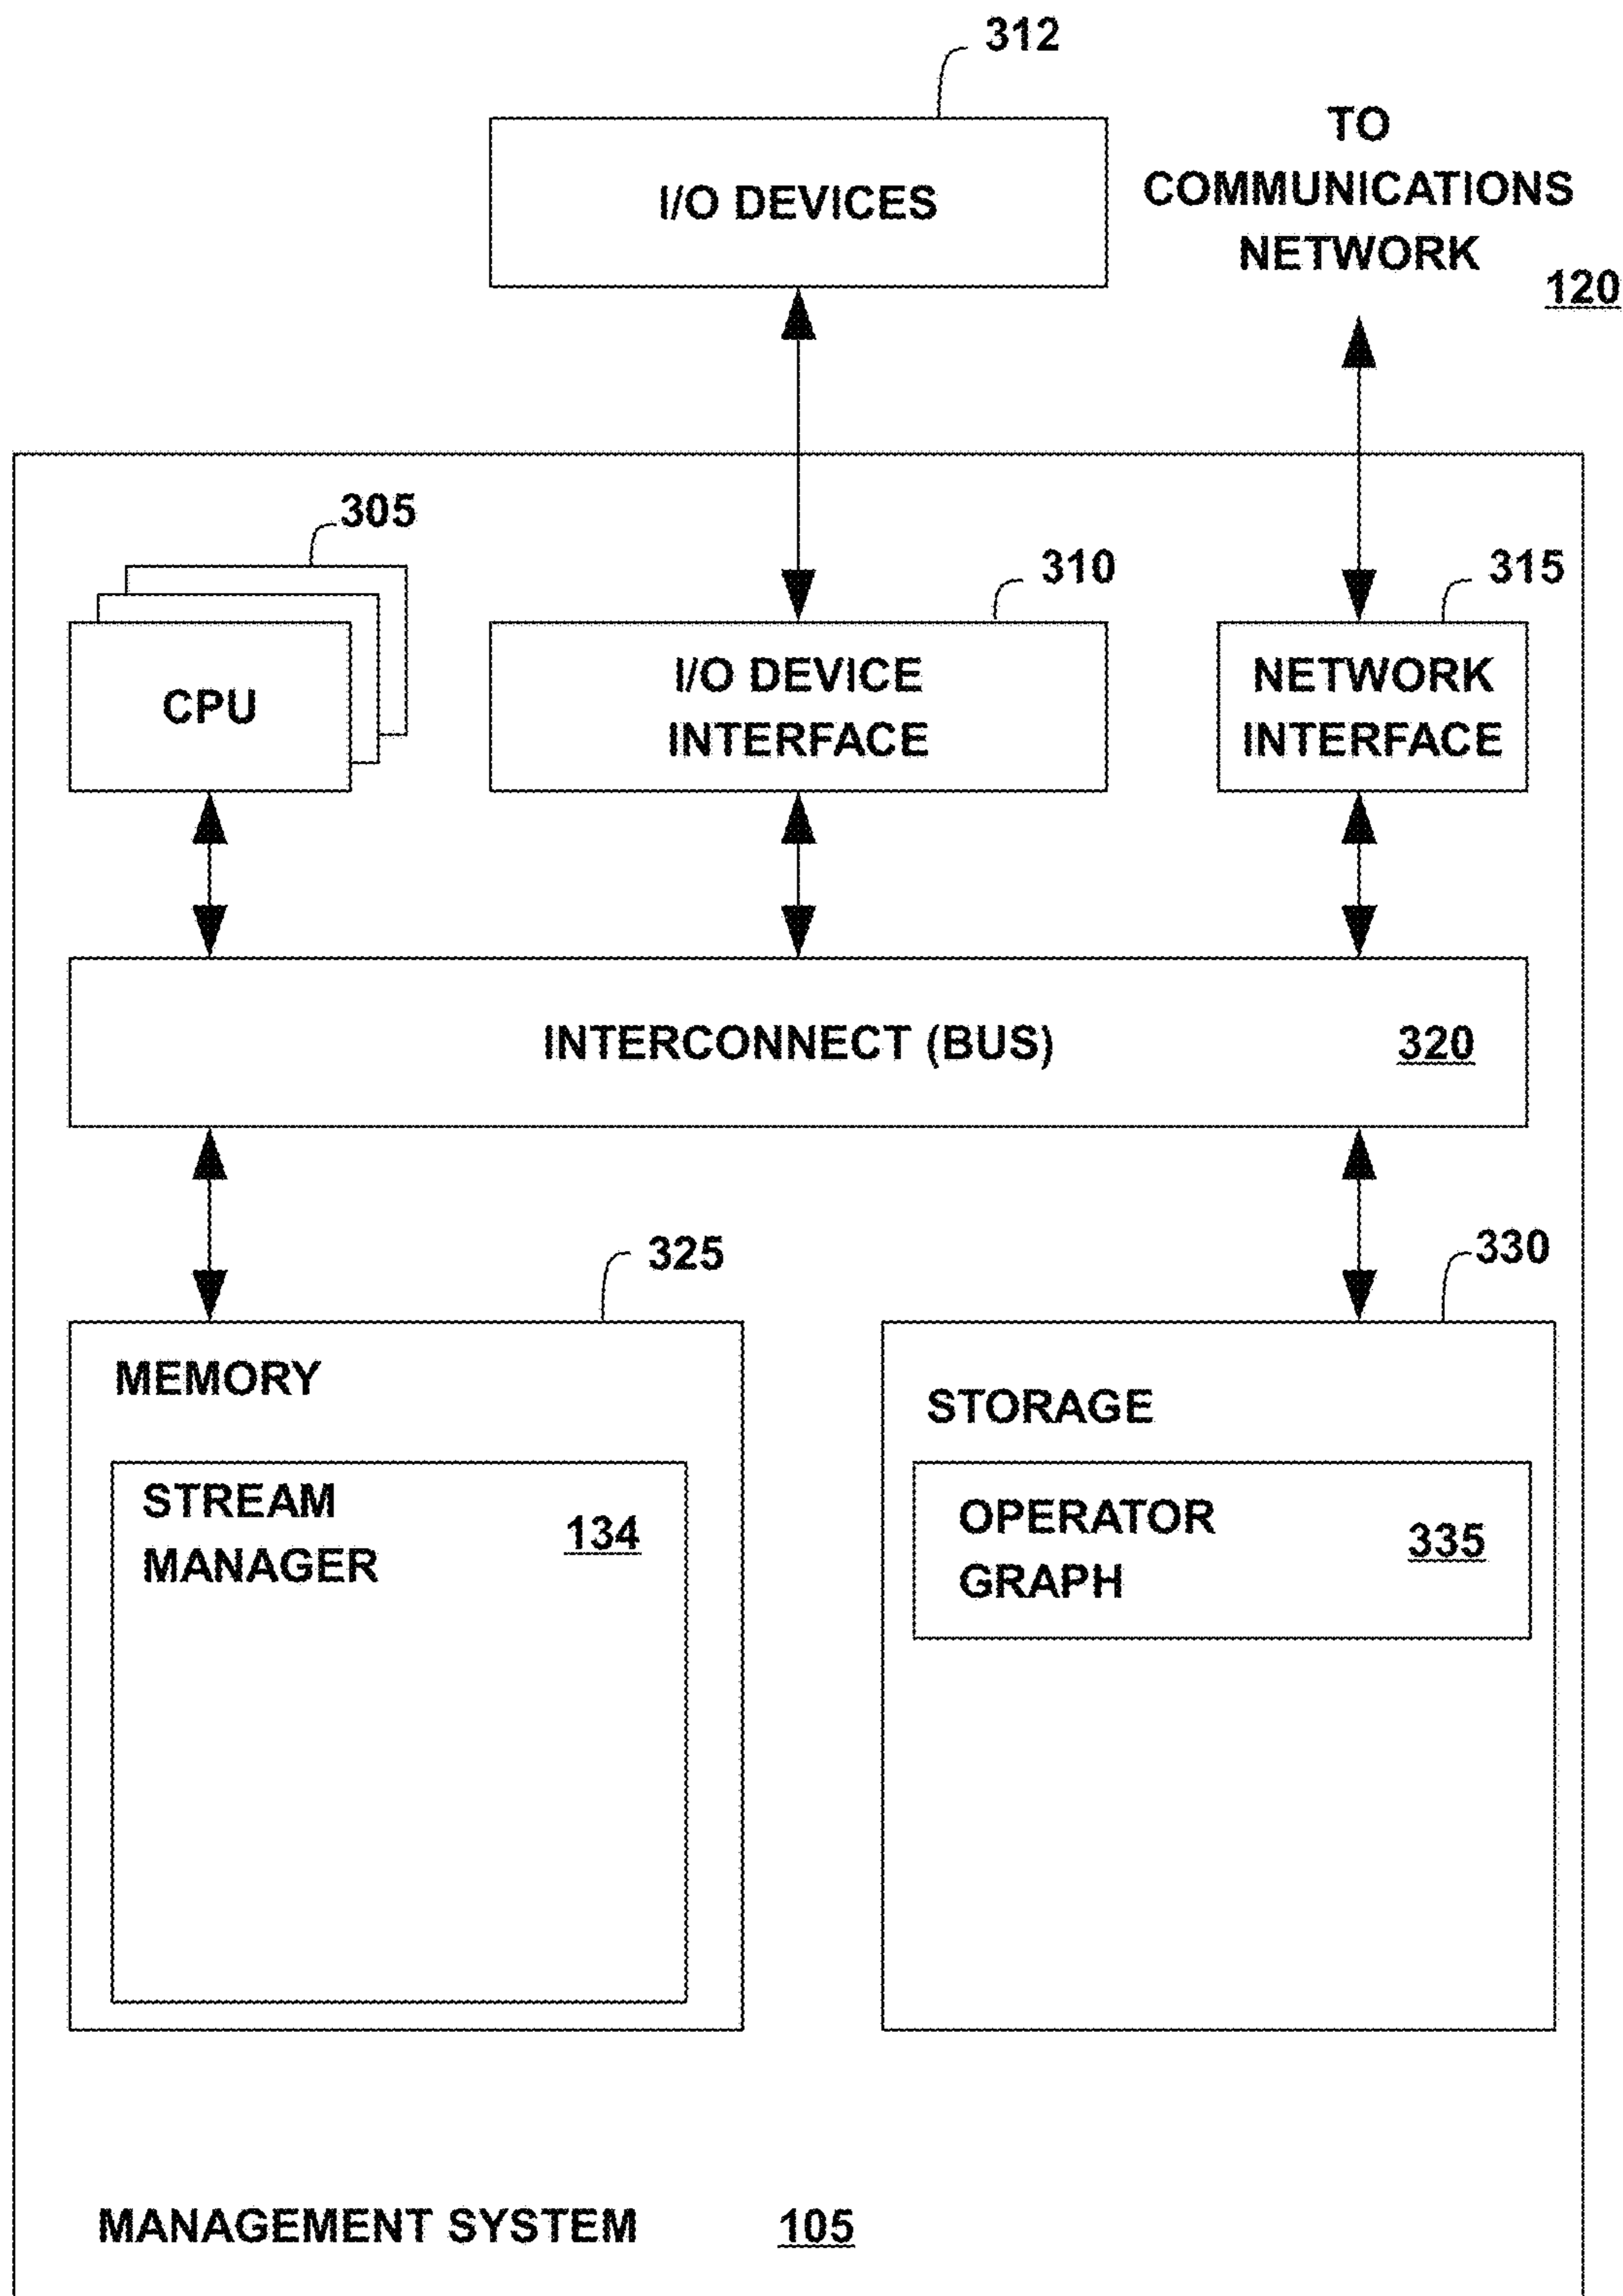 312
I/O DEVICES
TO
COMMUNICATIONS
NETWORK
120
305
310
315
CPU
I/O DEVICE
INTERFACE
NETWORK
INTERFACE
INTERCONNECT (BUS)
320
325
330
MEMORY
STREAM
MANAGER
134
STORAGE
OPERATOR
GRAPH
335
MANAGEMENT SYSTEM
105